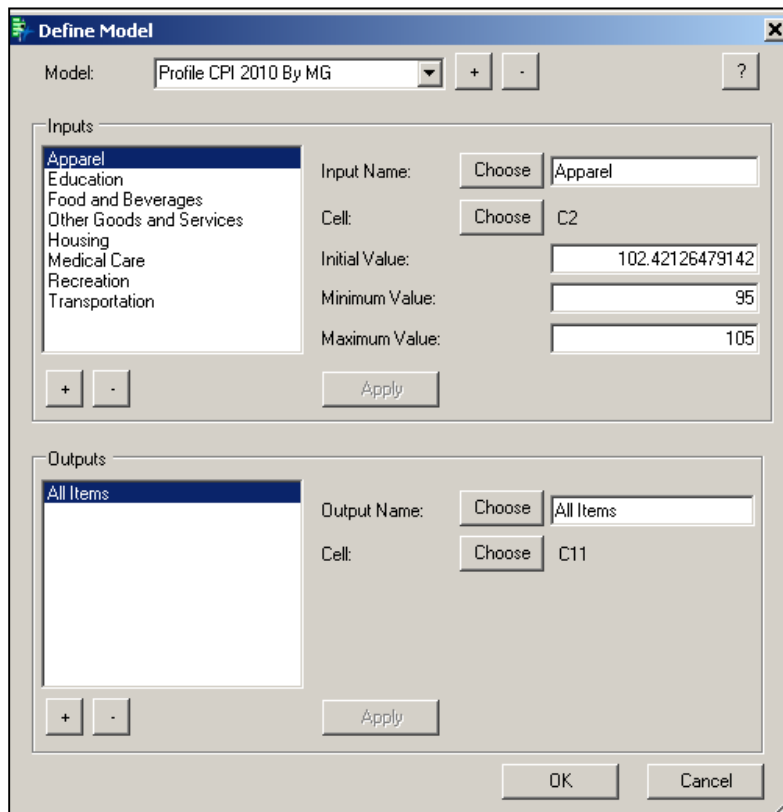 Define Model
Model: Profile CPI 2010 By MG + - ?
Inputs
Apparel
Education
Food and Beverages
Other Goods and Services
Housing
Medical Care
Recreation
Transportation
+ -
Input Name: Choose Apparel
Cell: Choose C2
Initial Value: 102.42126479142
Minimum Value: 95
Maximum Value: 105
Apply
Outputs
All Items
+ -
Output Name: Choose All Items
Cell: Choose C11
Apply
OK Cancel